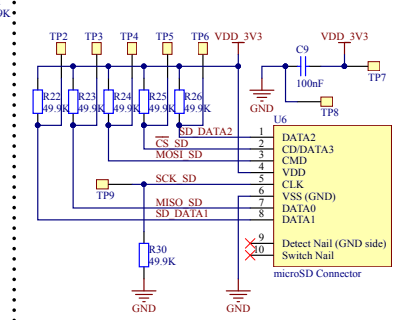 9K
TP2 TP3 TP4 TP5 TP6 VDD_3V3
C9
100nF
VDD_3V3
TP7
TP8
GND
R22
49.9K
R23
49.9K
R24
49.9K
R25
49.9K
R26
49.9K
U6
SD_DATA2 1 DATA2
CS_SD 2 CD/DATA3
MOSI_SD 3 CMD
4 VDD
TP9 SCK_SD 5 CLK
6 VSS (GND)
MISO_SD 7 DATA0
SD_DATA1 8 DATA1
9 Detect Nail (GND side)
10 Switch Nail
microSD Connector
R30
49.9K
GND
GND